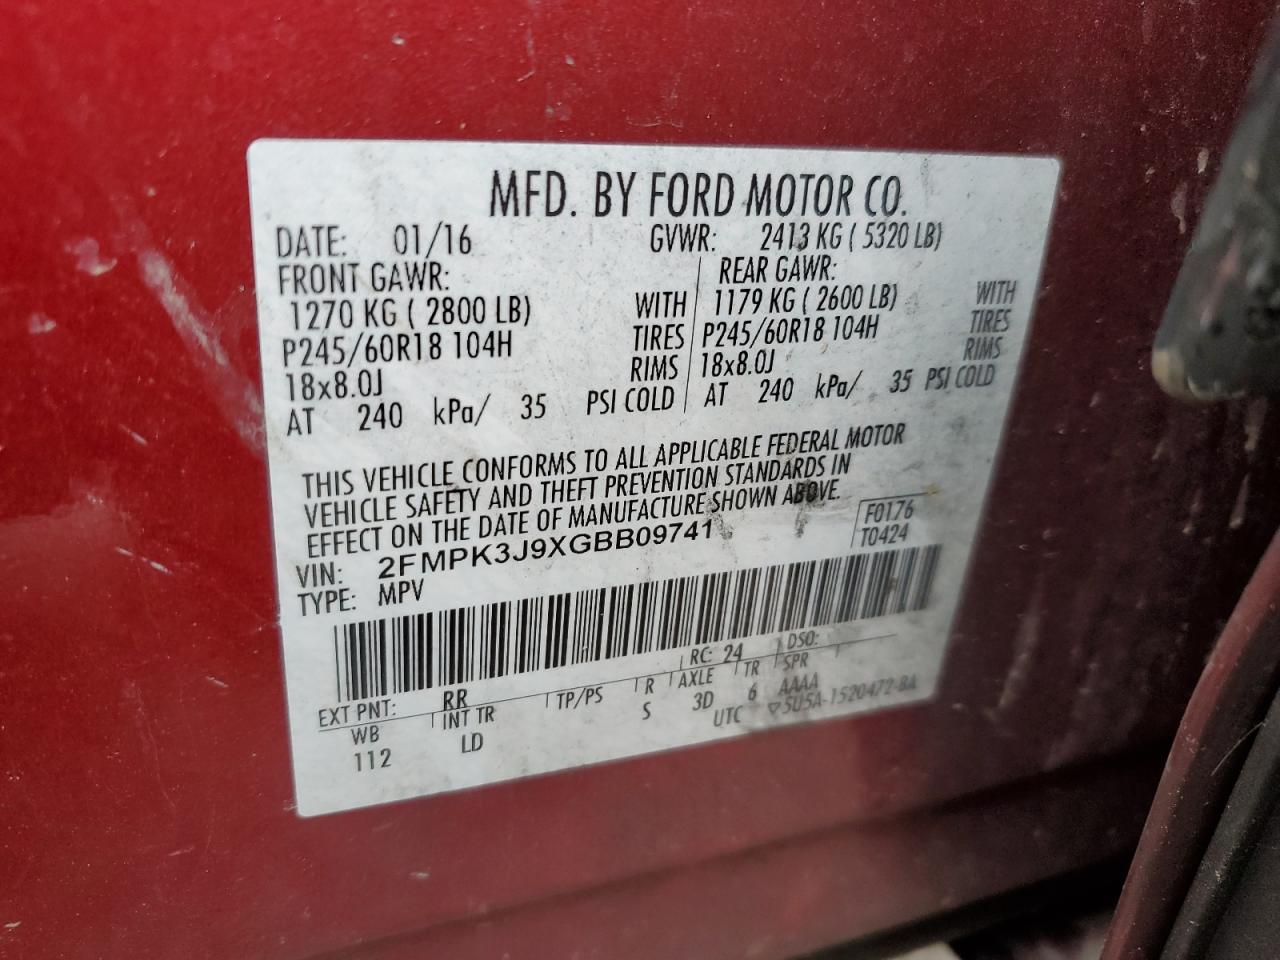 MFD. BY FORD MOTOR CO.
DATE: 01/16 GVWR: 2413 KG ( 5320 LB)
FRONT GAWR: REAR GAWR:
1270 KG ( 2800 LB) WITH 1179 KG ( 2600 LB) WITH
P245/60R18 104H TIRES P245/60R18 104H TIRES
18x8.0J RIMS 18x8.0J RIMS
AT 240 kPa/ 35 PSI COLD AT 240 kPa/ 35 PSI COLD
THIS VEHICLE CONFORMS TO ALL APPLICABLE FEDERAL MOTOR
VEHICLE SAFETY AND THEFT PREVENTION STANDARDS IN
EFFECT ON THE DATE OF MANUFACTURE SHOWN ABOVE.
F0176
VIN: 2FMPK3J9XGBB09741 T0424
TYPE: MPV
EXT PNT: RR RC: 24 DSO:
WB INT TR TP/PS R AXLE TR SPR
112 LD S 3D 6 AAAA
UTC ▽5U5A-1520472-BA